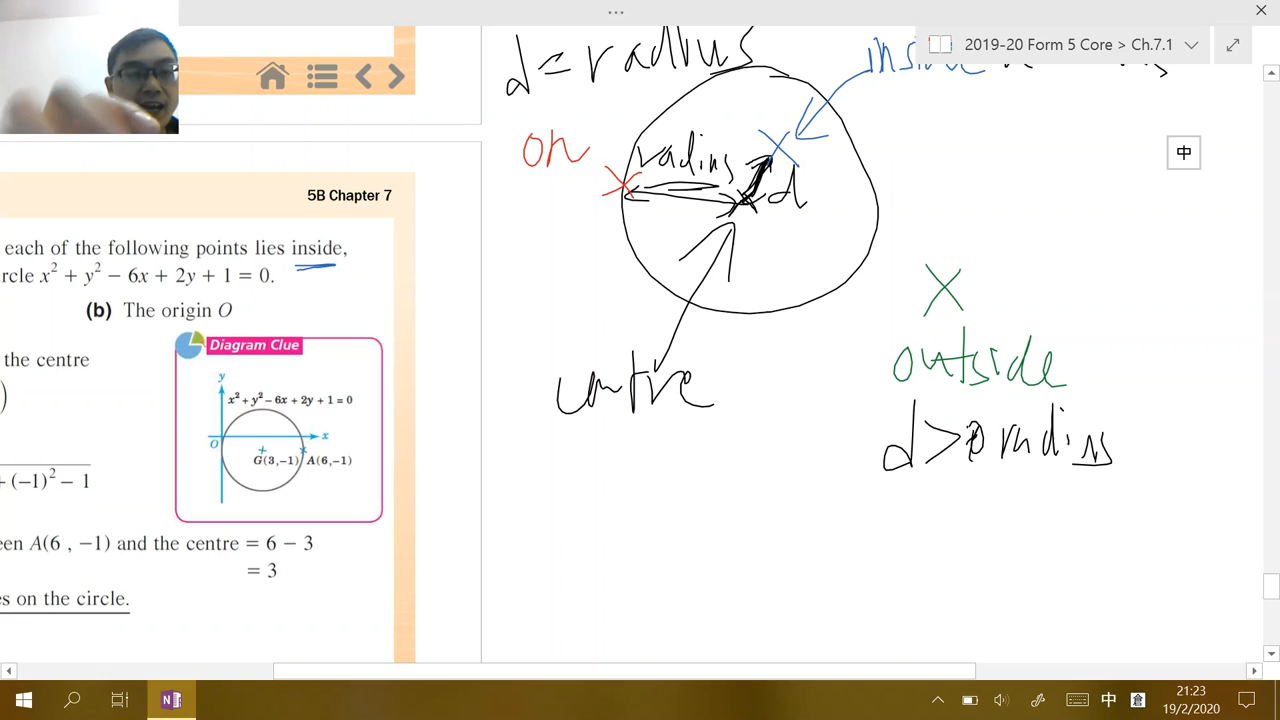 2019-20 Form 5 Core > Ch.7.1
d = radius
inside
on
radius
d
centre
X
outside
d > radius
中
5B Chapter 7
each of the following points lies inside,
rcle x² + y² − 6x + 2y + 1 = 0.
(b) The origin O
the centre
)
+ (−1)² − 1
Diagram Clue
y
x² + y² − 6x + 2y + 1 = 0
O
x
G(3,−1) A(6,−1)
een A(6 , −1) and the centre = 6 − 3
= 3
es on the circle.
中
倉
21:23
19/2/2020